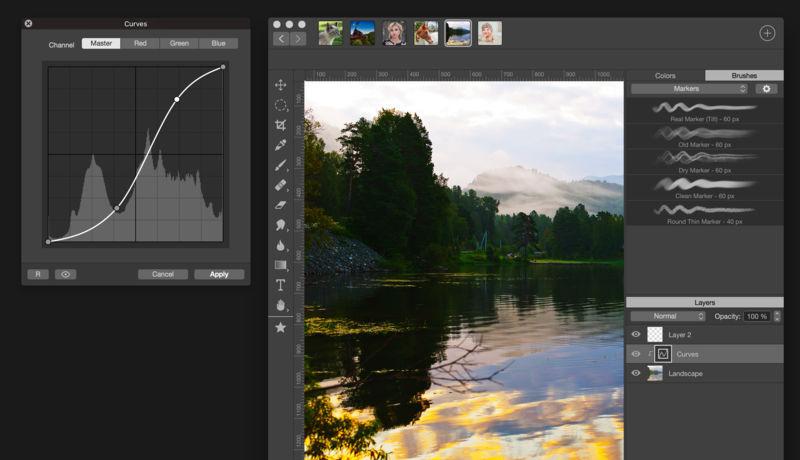 Curves
Channel Master Red Green Blue
R Cancel Apply
100 200 300 400 500 600 700 800 900 1000
Colors Brushes
Markers
Real Marker (Tilt) - 60 px
Old Marker - 60 px
Dry Marker - 60 px
Clean Marker - 60 px
Round Thin Marker - 40 px
Layers
Normal Opacity: 100 %
Layer 2
Curves
Landscape